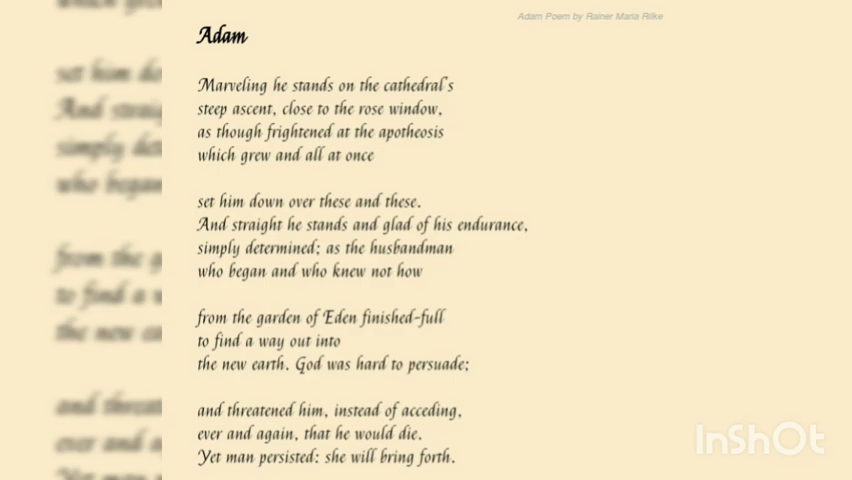 Adam Poem by Rainer Maria Rilke
Adam
Marveling he stands on the cathedral's
steep ascent, close to the rose window,
as though frightened at the apotheosis
which grew and all at once
set him down over these and these.
And straight he stands and glad of his endurance,
simply determined; as the husbandman
who began and who knew not how
from the garden of Eden finished-full
to find a way out into
the new earth. God was hard to persuade;
and threatened him, instead of acceding,
ever and again, that he would die.
Yet man persisted: she will bring forth.
InShOt